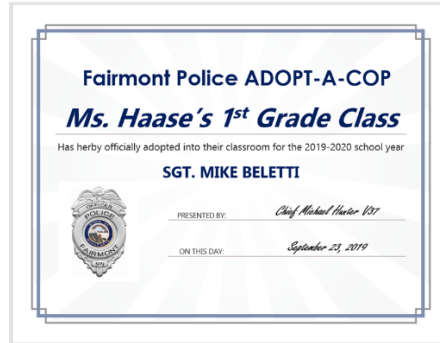 Fairmont Police ADOPT-A-COP
Ms. Haase's 1st Grade Class
Has herby officially adopted into their classroom for the 2019-2020 school year
SGT. MIKE BELETTI
OFFICER
POLICE
FAIRMONT
MN
PRESENTED BY: Chief Michael Hunter V37
ON THIS DAY: September 23, 2019